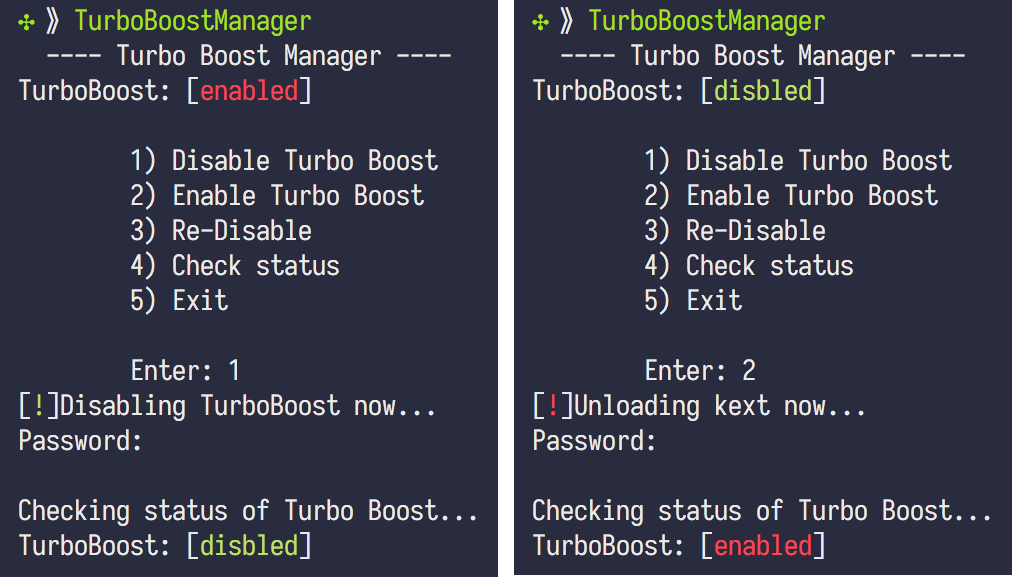 ✣ ⟫ TurboBoostManager
---- Turbo Boost Manager ----
TurboBoost: [enabled]
1) Disable Turbo Boost
2) Enable Turbo Boost
3) Re-Disable
4) Check status
5) Exit
Enter: 1
[!]Disabling TurboBoost now...
Password:
Checking status of Turbo Boost...
TurboBoost: [disbled]
✣ ⟫ TurboBoostManager
---- Turbo Boost Manager ----
TurboBoost: [disbled]
1) Disable Turbo Boost
2) Enable Turbo Boost
3) Re-Disable
4) Check status
5) Exit
Enter: 2
[!]Unloading kext now...
Password:
Checking status of Turbo Boost...
TurboBoost: [enabled]